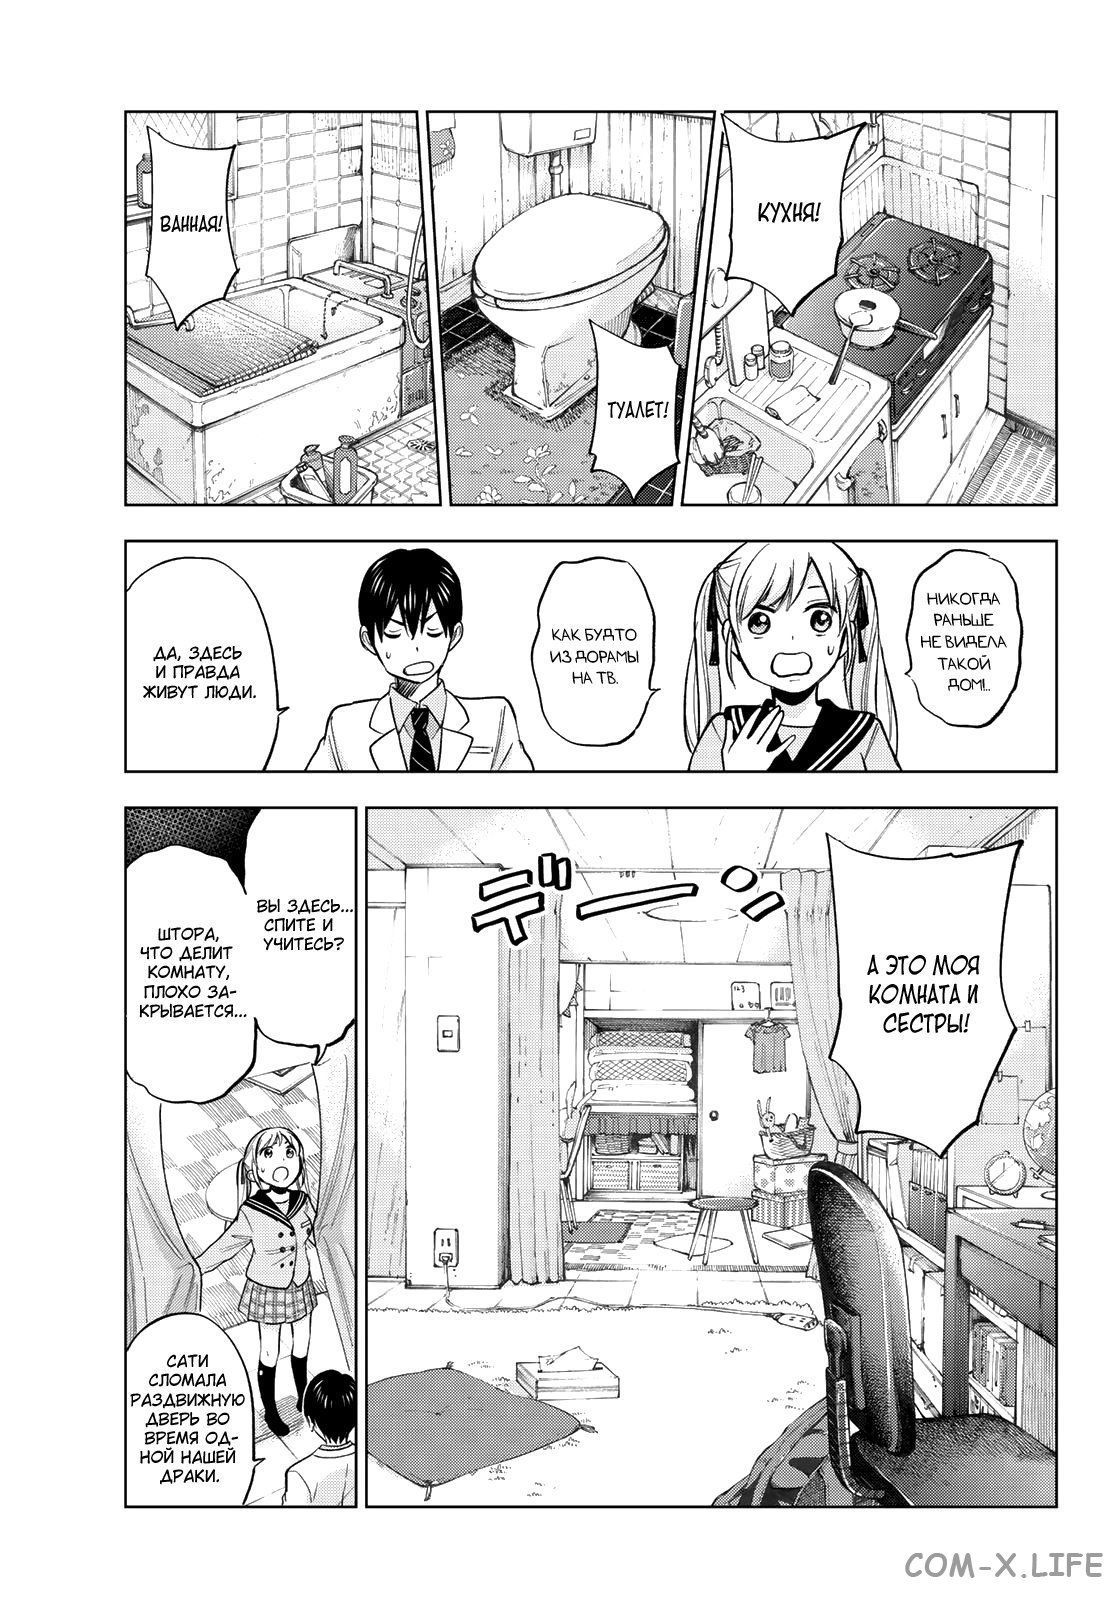 КУХНЯ!
ТУАЛЕТ!
ВАННАЯ!
НИКОГДА
РАНЬШЕ
НЕ ВИДЕЛА
ТАКОЙ
ДОМ!..
КАК БУДТО
ИЗ ДОРАМЫ
НА ТВ.
ДА, ЗДЕСЬ
И ПРАВДА
ЖИВУТ ЛЮДИ.
А ЭТО МОЯ
КОМНАТА И
СЕСТРЫ!
デーン
ВЫ ЗДЕСЬ...
СПИТЕ И
УЧИТЕСЬ?
ШТОРА,
ЧТО ДЕЛИТ
КОМНАТУ,
ПЛОХО ЗА-
КРЫВАЕТСЯ...
САТИ
СЛОМАЛА
РАЗДВИЖНУЮ
ДВЕРЬ ВО
ВРЕМЯ ОД-
НОЙ НАШЕЙ
ДРАКИ.
COM-X.LIFE